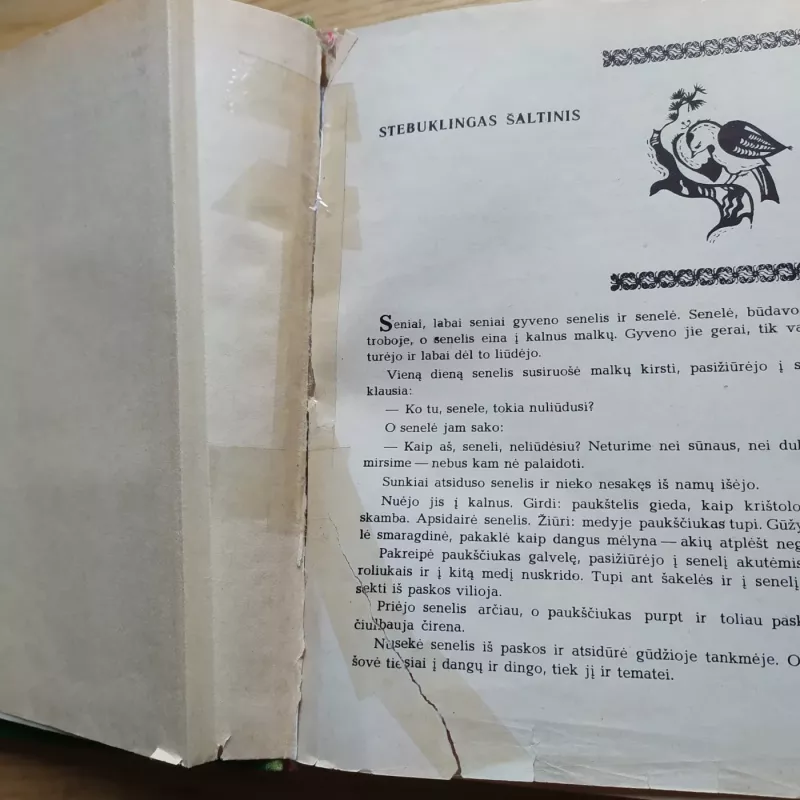 STEBUKLINGAS ŠALTINIS
Seniai, labai seniai gyveno senelis ir senelė. Senelė, būdavo
troboje, o senelis eina į kalnus malkų. Gyveno jie gerai, tik
turėjo ir labai dėl to liūdėjo.
Vieną dieną senelis susiruošė malkų kirsti, pasižiūrėjo į
klausia:
— Ko tu, senele, tokia nuliūdusi?
O senelė jam sako:
— Kaip aš, seneli, neliūdėsiu? Neturime nei sūnaus, nei
mirsime — nebus kam nė palaidoti.
Sunkiai atsiduso senelis ir nieko nesakęs iš namų išėjo.
Nuėjo jis į kalnus. Girdi: paukštelis gieda, kaip
skamba. Apsidairė senelis. Žiūri: medyje paukščiukas tupi.
lė smaragdinė, pakaklė kaip dangus mėlyna — akių atplėšt
Pakreipė paukščiukas galvelę, pasižiūrėjo į senelį akutėmis
roliukais ir į kitą medį nuskrido. Tupi ant šakelės ir į senelį
sekti iš paskos vilioja.
Priėjo senelis arčiau, o paukščiukas purpt ir toliau
čiulbauja čirena.
Nusekė senelis iš paskos ir atsidūrė gūdžioje tankmėje. O
šovė tiesiai į dangų ir dingo, tiek jį ir tematei.